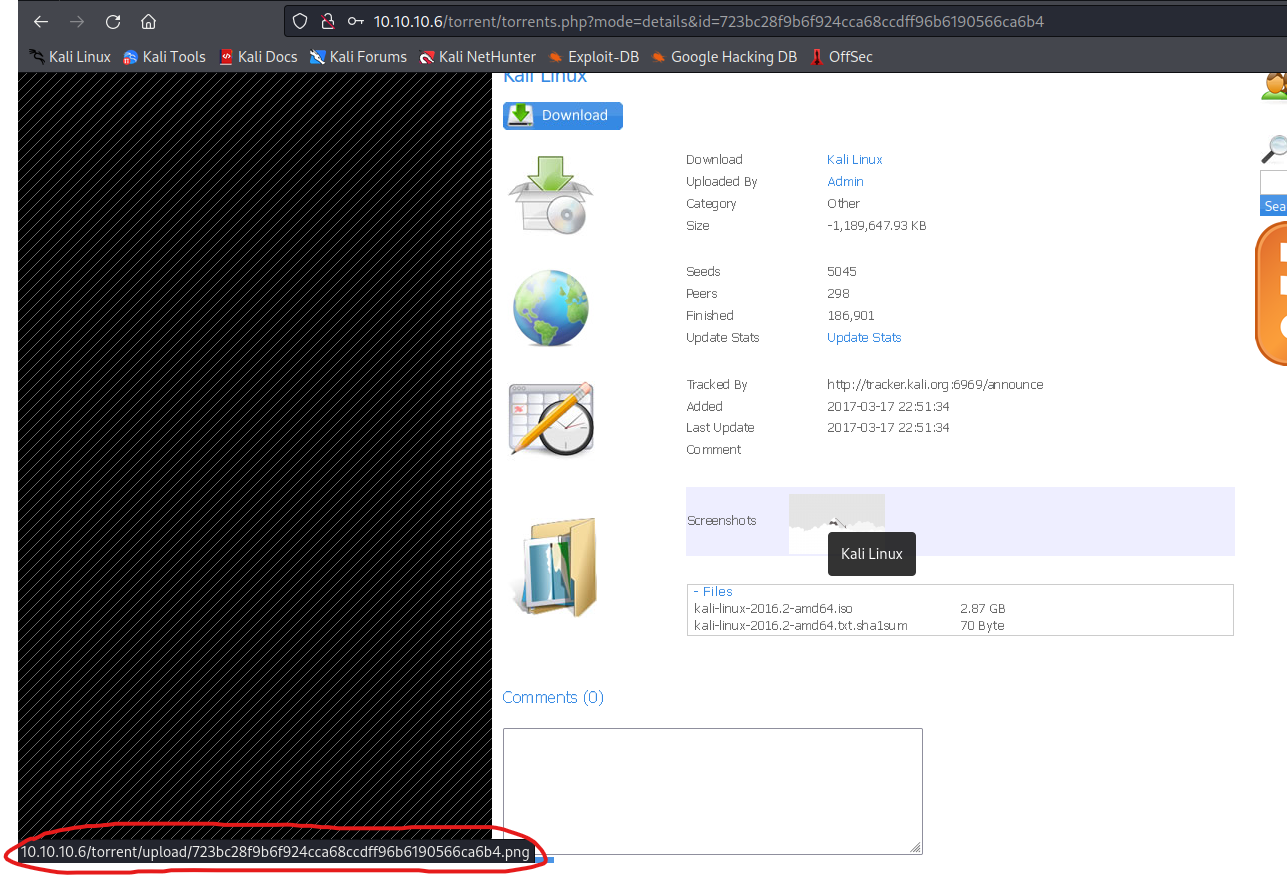 10.10.10.6/torrent/torrents.php?mode=details&id=723bc28f9b6f924cca68ccdff96b6190566ca6b4
Kali Linux Kali Tools Kali Docs Kali Forums Kali NetHunter Exploit-DB Google Hacking DB OffSec
Kali Linux
Download
Download Kali Linux
Uploaded By Admin
Category Other
Size -1,189,647.93 KB
Seeds 5045
Peers 298
Finished 186,901
Update Stats Update Stats
Tracked By http://tracker.kali.org:6969/announce
Added 2017-03-17 22:51:34
Last Update 2017-03-17 22:51:34
Comment
Screenshots
Kali Linux
- Files
kali-linux-2016.2-amd64.iso 2.87 GB
kali-linux-2016.2-amd64.txt.sha1sum 70 Byte
Comments (0)
10.10.10.6/torrent/upload/723bc28f9b6f924cca68ccdff96b6190566ca6b4.png